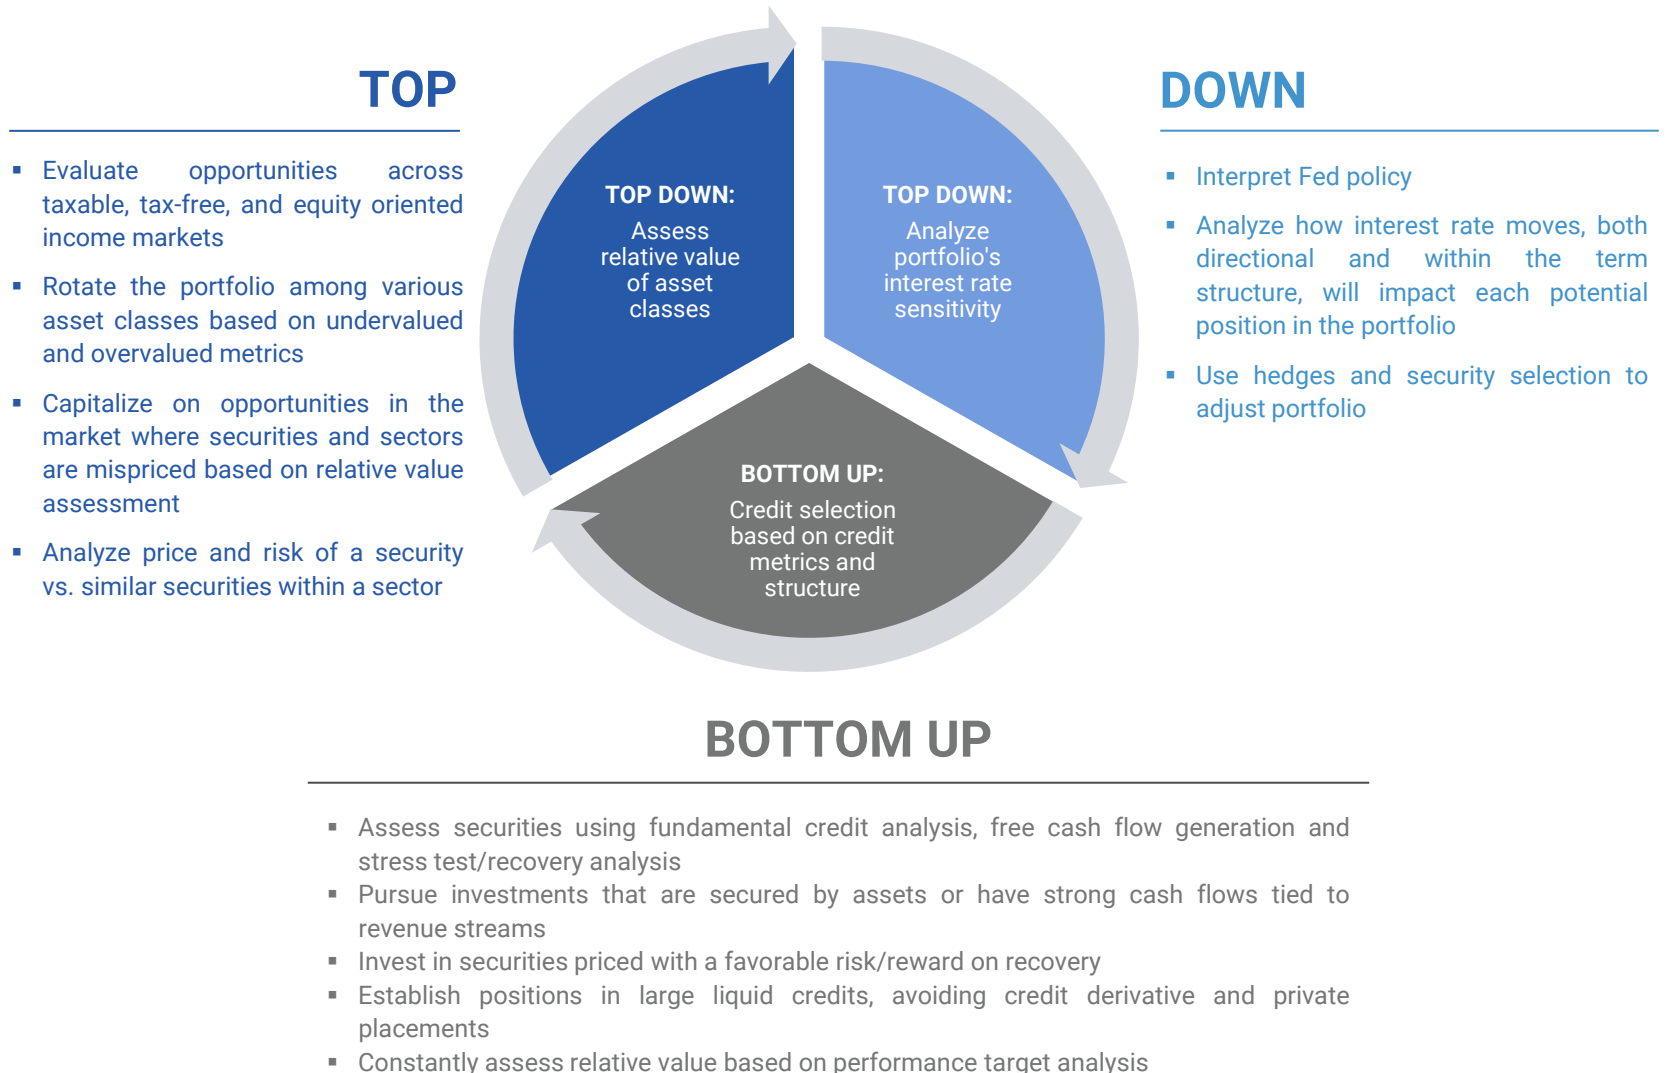 TOP
▪ Evaluate opportunities across
taxable, tax-free, and equity oriented
income markets
▪ Rotate the portfolio among various
asset classes based on undervalued
and overvalued metrics
▪ Capitalize on opportunities in the
market where securities and sectors
are mispriced based on relative value
assessment
▪ Analyze price and risk of a security
vs. similar securities within a sector
TOP DOWN:
Assess
relative value
of asset
classes
TOP DOWN:
Analyze
portfolio's
interest rate
sensitivity
BOTTOM UP:
Credit selection
based on credit
metrics and
structure
DOWN
▪ Interpret Fed policy
▪ Analyze how interest rate moves, both
directional and within the term
structure, will impact each potential
position in the portfolio
▪ Use hedges and security selection to
adjust portfolio
BOTTOM UP
▪ Assess securities using fundamental credit analysis, free cash flow generation and
stress test/recovery analysis
▪ Pursue investments that are secured by assets or have strong cash flows tied to
revenue streams
▪ Invest in securities priced with a favorable risk/reward on recovery
▪ Establish positions in large liquid credits, avoiding credit derivative and private
placements
▪ Constantly assess relative value based on performance target analysis